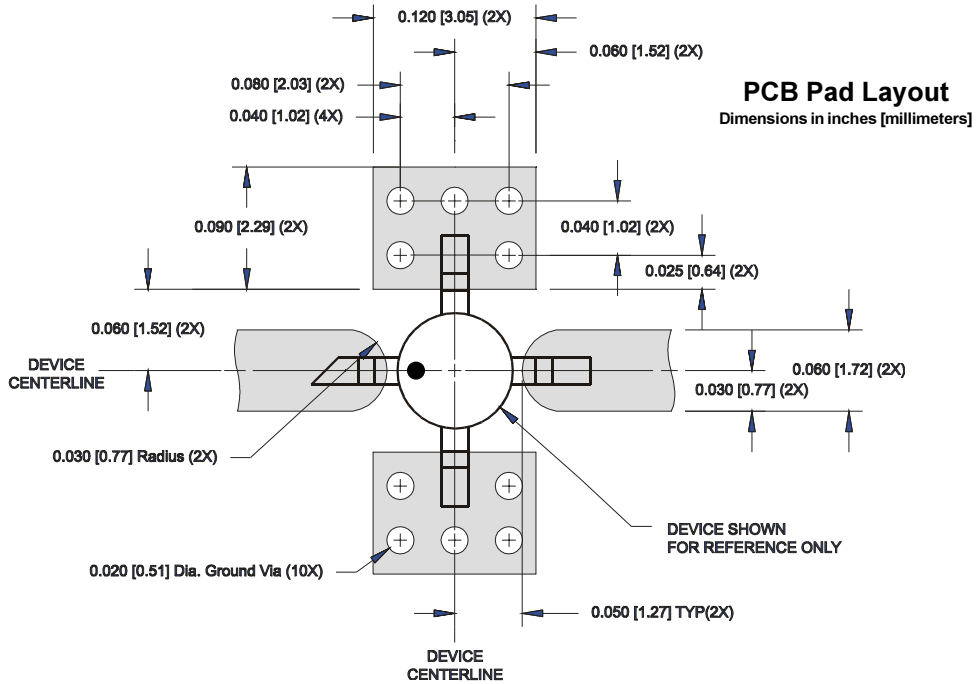 0.120 [3.05] (2X)
0.060 [1.52] (2X)
0.080 [2.03] (2X)
PCB Pad Layout
Dimensions in inches [millimeters]
0.040 [1.02] (4X)
0.090 [2.29] (2X)
0.040 [1.02] (2X)
0.025 [0.64] (2X)
0.060 [1.52] (2X)
DEVICE
CENTERLINE
0.060 [1.72] (2X)
0.030 [0.77] (2X)
0.030 [0.77] Radius (2X)
DEVICE SHOWN
FOR REFERENCE ONLY
0.020 [0.51] Dia. Ground Via (10X)
0.050 [1.27] TYP(2X)
DEVICE
CENTERLINE